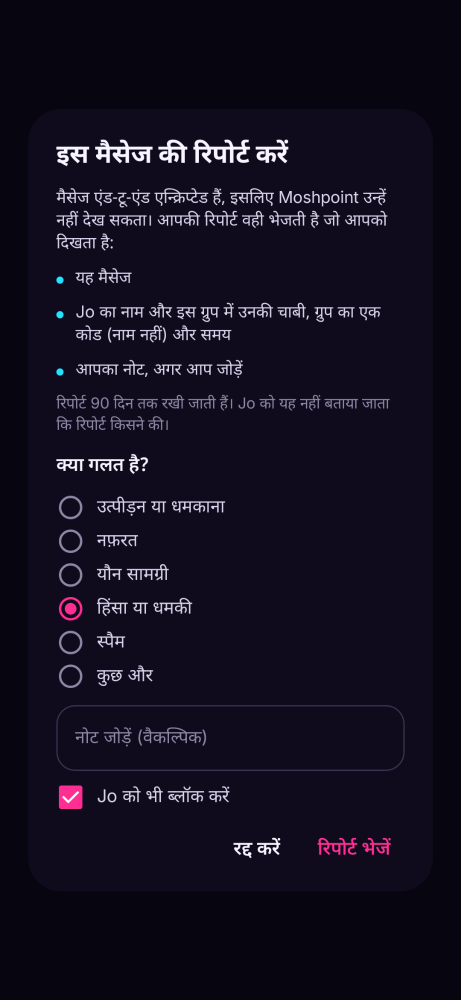 इस मैसेज की रिपोर्ट करें
मैसेज एंड-टू-एंड एन्क्रिप्टेड हैं, इसलिए Moshpoint उन्हें
नहीं देख सकता। आपकी रिपोर्ट वही भेजती है जो आपको
दिखता है:
यह मैसेज
Jo का नाम और इस ग्रुप में उनकी चाबी, ग्रुप का एक
कोड (नाम नहीं) और समय
आपका नोट, अगर आप जोड़ें
रिपोर्ट 90 दिन तक रखी जाती हैं। Jo को यह नहीं बताया जाता
कि रिपोर्ट किसने की।
क्या गलत है?
उत्पीड़न या धमकाना
नफ़रत
यौन सामग्री
हिंसा या धमकी
स्पैम
कुछ और
नोट जोड़ें (वैकल्पिक)
Jo को भी ब्लॉक करें
रद्द करें
रिपोर्ट भेजें